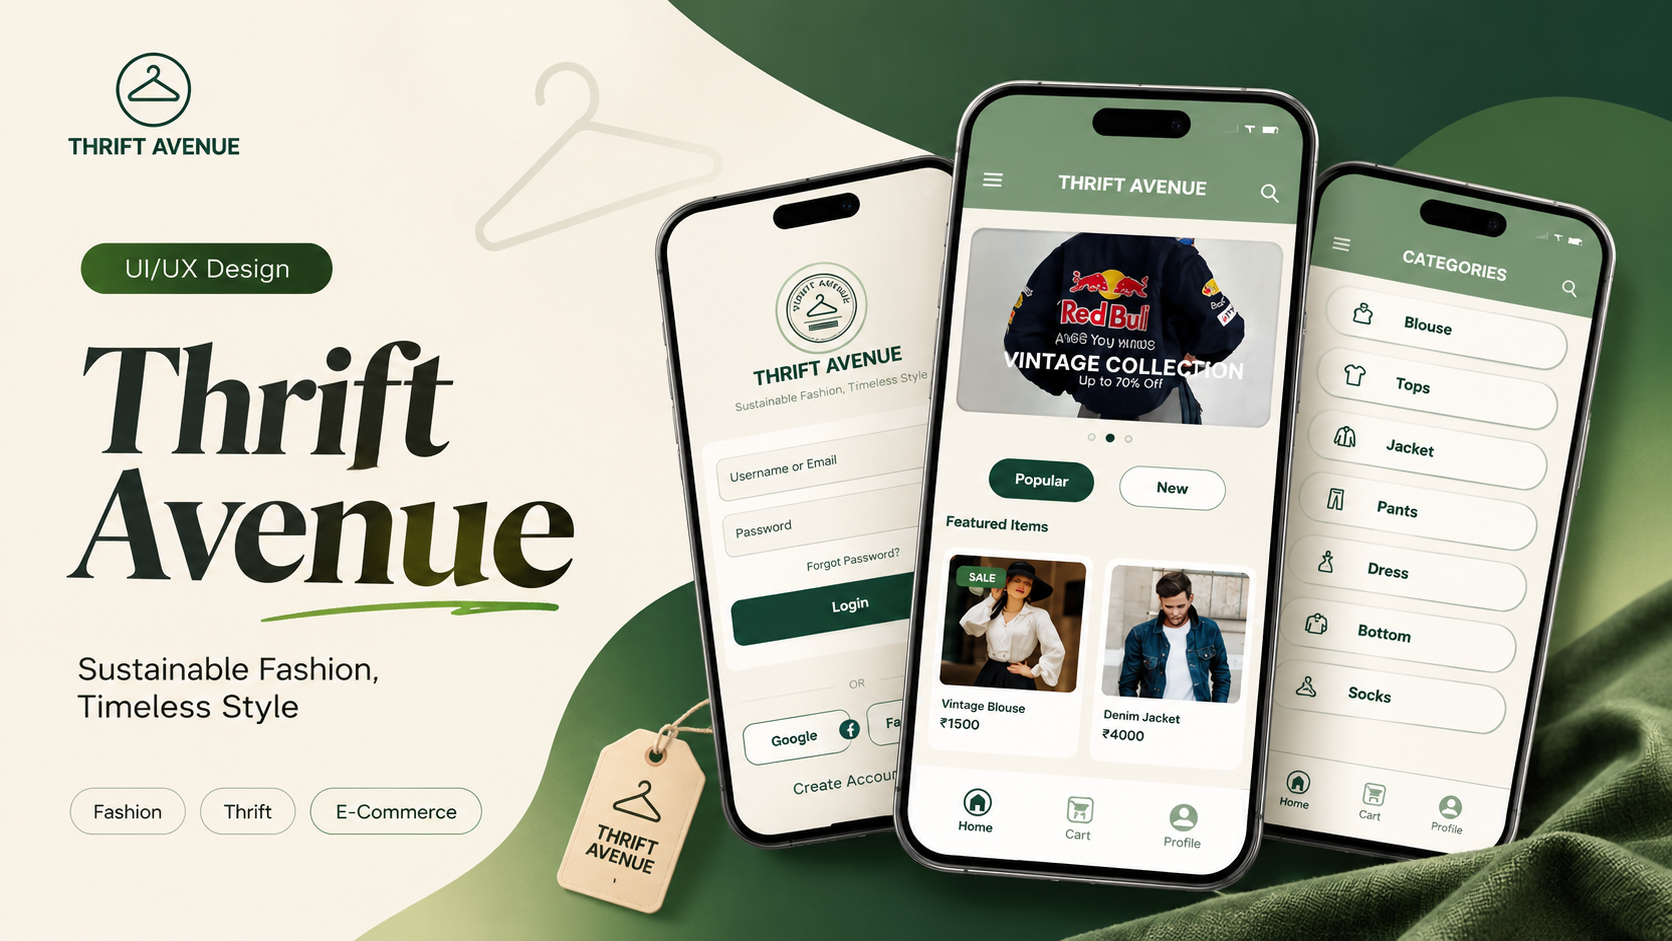 THRIFT AVENUE
UI/UX Design
Thrift
Avenue
Sustainable Fashion,
Timeless Style
Fashion
Thrift
E-Commerce
THRIFT
AVENUE
THRIFT AVENUE
Sustainable Fashion, Timeless Style
Username or Email
Password
Forgot Password?
Login
OR
Google
f
Fa
Create Accoun
THRIFT AVENUE
Red Bull
VINTAGE COLLECTION
Up to 70% Off
Popular
New
Featured Items
SALE
Vintage Blouse
₹1500
Denim Jacket
₹4000
Home
Cart
Profile
CATEGORIES
Blouse
Tops
Jacket
Pants
Dress
Bottom
Socks
Home
Cart
Profile